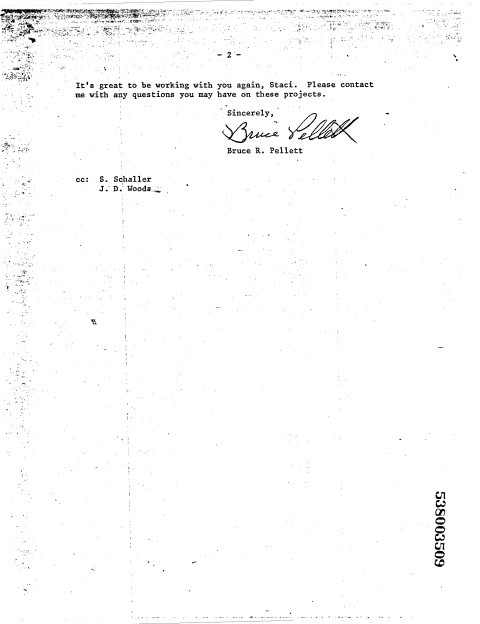 - 2 -
It's great to be working with you again, Staci. Please contact
me with any questions you may have on these projects.
Sincerely,
Bruce Pellett
Bruce R. Pellett
cc: S. Schaller
J. D. Woods
538003509